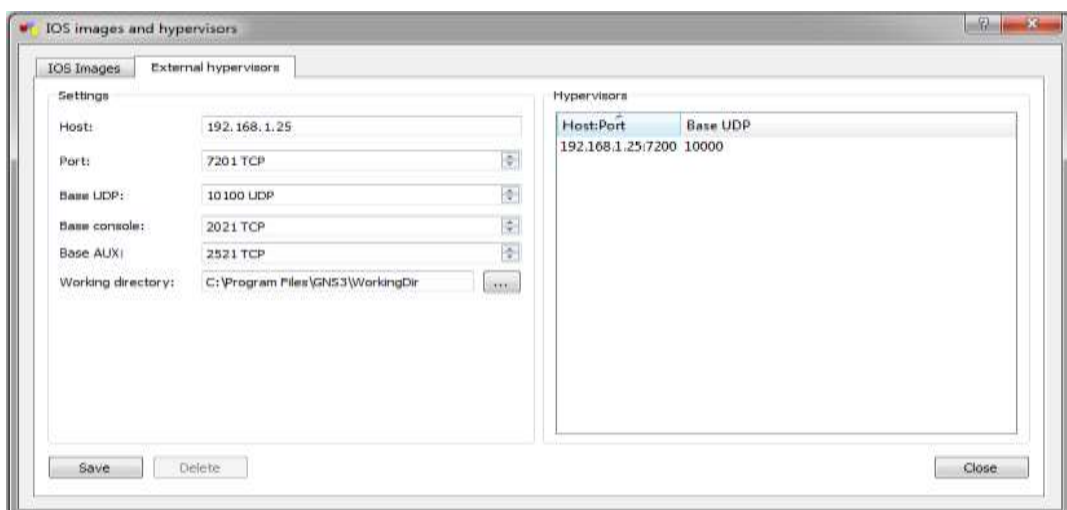 IOS images and hypervisors
IOS Images
External hypervisors
Settings
Host:
192.168.1.25
Port:
7201 TCP
Base UDP:
10100 UDP
Base console:
2021 TCP
Base AUX:
2521 TCP
Working directory:
C:\Program Files\GNS3\WorkingDir
...
Hypervisors
Host:Port
Base UDP
192.168.1.25:7200 10000
Save
Delete
Close